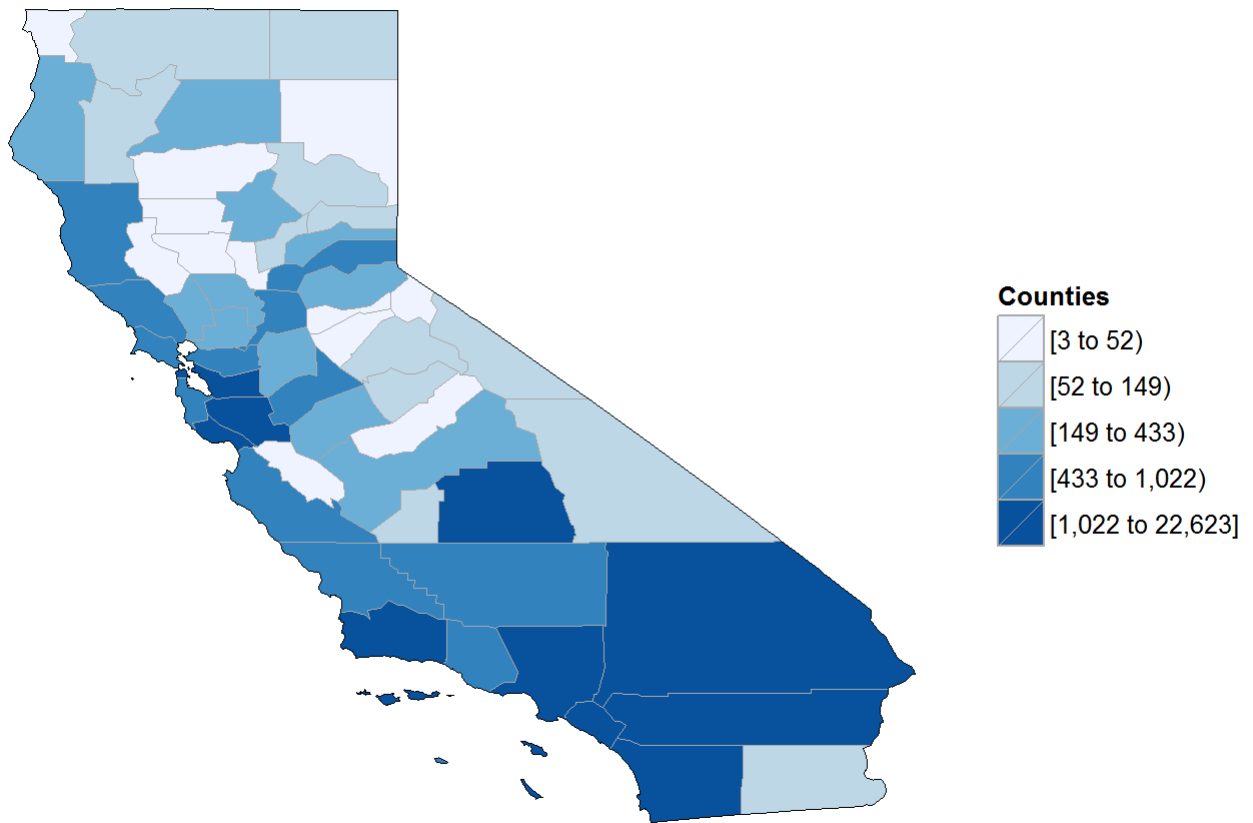 Counties
[3 to 52)
[52 to 149)
[149 to 433)
[433 to 1,022)
[1,022 to 22,623]